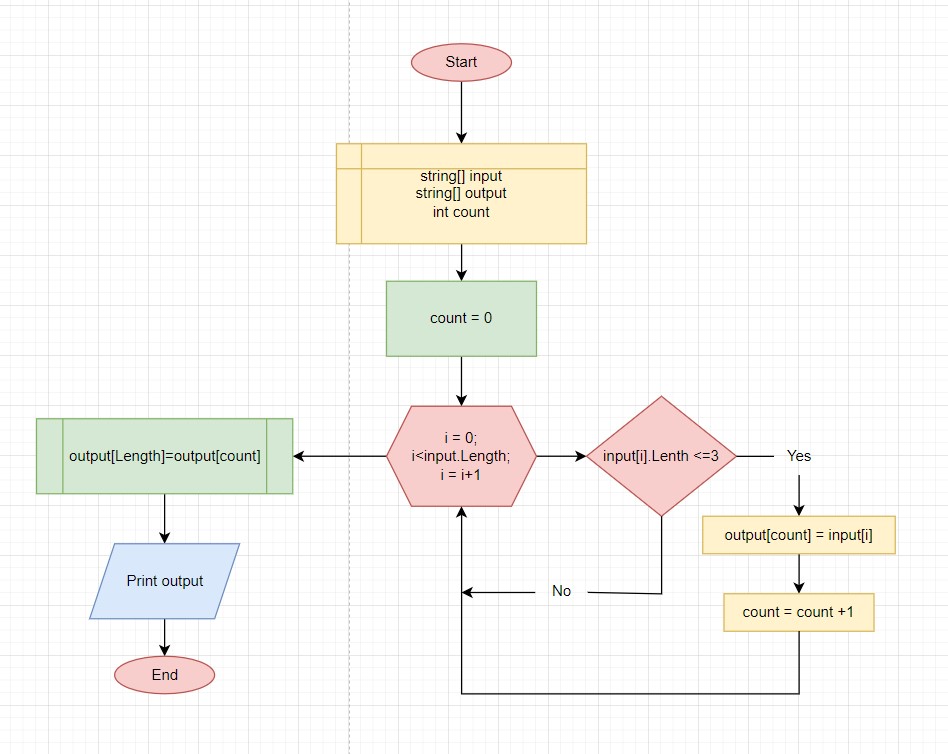 Start
string[] input
string[] output
int count
count = 0
i = 0;
i<input.Length;
i = i+1
input[i].Lenth <=3
Yes
output[count] = input[i]
count = count +1
No
output[Length]=output[count]
Print output
End